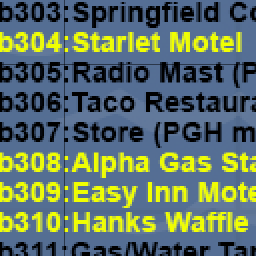 b303:Springfield Co
b304:Starlet Motel
b305:Radio Mast (P
b306:Taco Restaura
b307:Store (PGH m
b308:Alpha Gas Sta
b309:Easy Inn Mote
b310:Hanks Waffle
b311:Gas/Water Tan